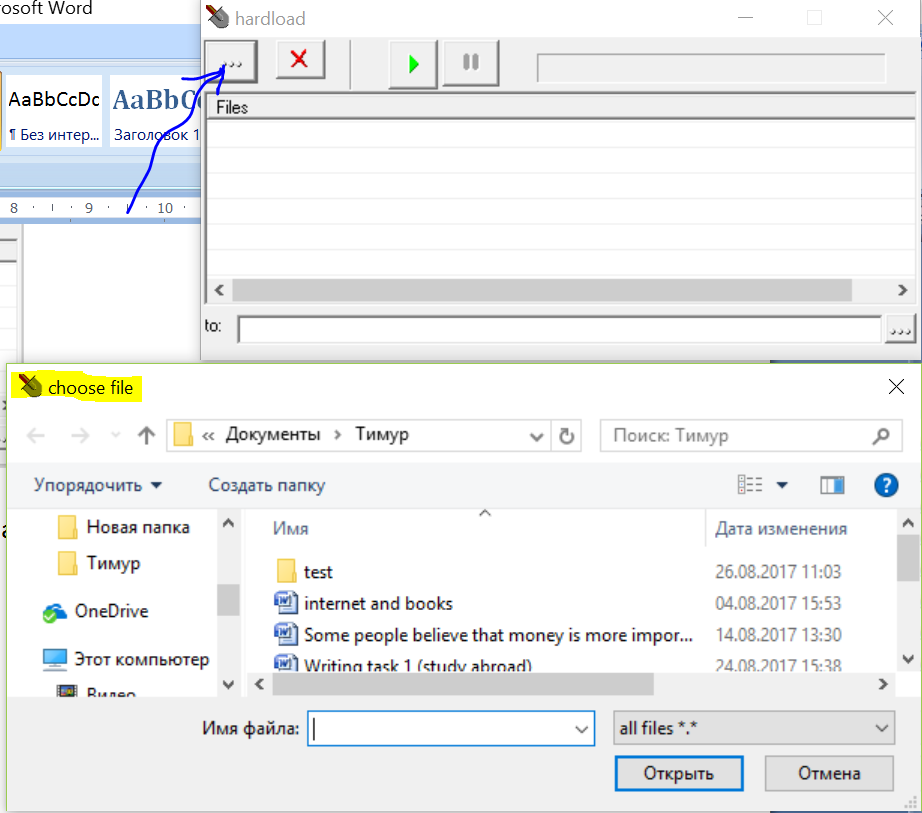 rosoft Word
hardload
...
AaBbCcDc AaBbCc
¶ Без интер... Заголовок 1
Files
8 · 9 · 10 ·
to: ...
choose file
« Документы › Тимур
Поиск: Тимур
Упорядочить
Создать папку
?
Новая папка
Тимур
OneDrive
Этот компьютер
Видео
Имя Дата изменения
test 26.08.2017 11:03
internet and books 04.08.2017 15:53
Some people believe that money is more impor... 14.08.2017 13:30
Writing task 1 (study abroad) 24.08.2017 15:38
Имя файла:
all files *.*
Открыть Отмена